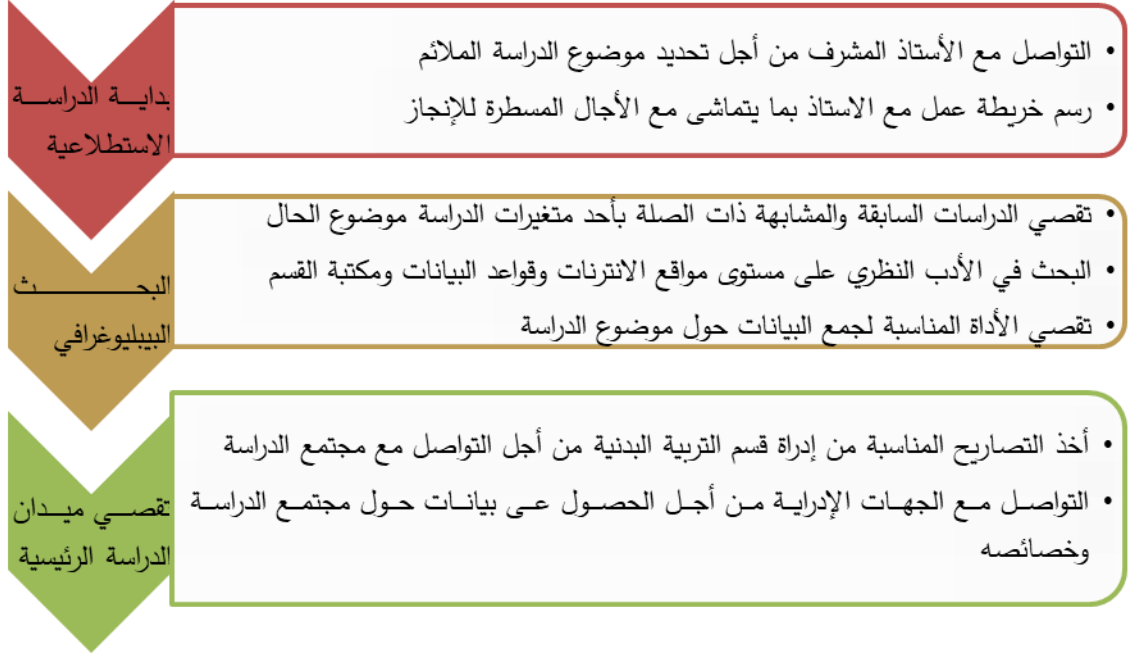 بداية الدراسة
الاستطلاعية
• التواصل مع الأستاذ المشرف من أجل تحديد موضوع الدراسة الملائم
• رسم خريطة عمل مع الاستاذ بما يتماشى مع الأجال المسطرة للإنجاز
البحث
البيبليوغرافي
• تقصي الدراسات السابقة والمشابهة ذات الصلة بأحد متغيرات الدراسة موضوع الحال
• البحث في الأدب النظري على مستوى مواقع الانترنات وقواعد البيانات ومكتبة القسم
• تقصي الأداة المناسبة لجمع البيانات حول موضوع الدراسة
تقصي ميدان
الدراسة الرئيسية
• أخذ التصاريح المناسبة من إدراة قسم التربية البدنية من أجل التواصل مع مجتمع الدراسة
• التواصل مع الجهات الإدراية من أجل الحصول عى بيانات حول مجتمع الدراسة
وخصائصه